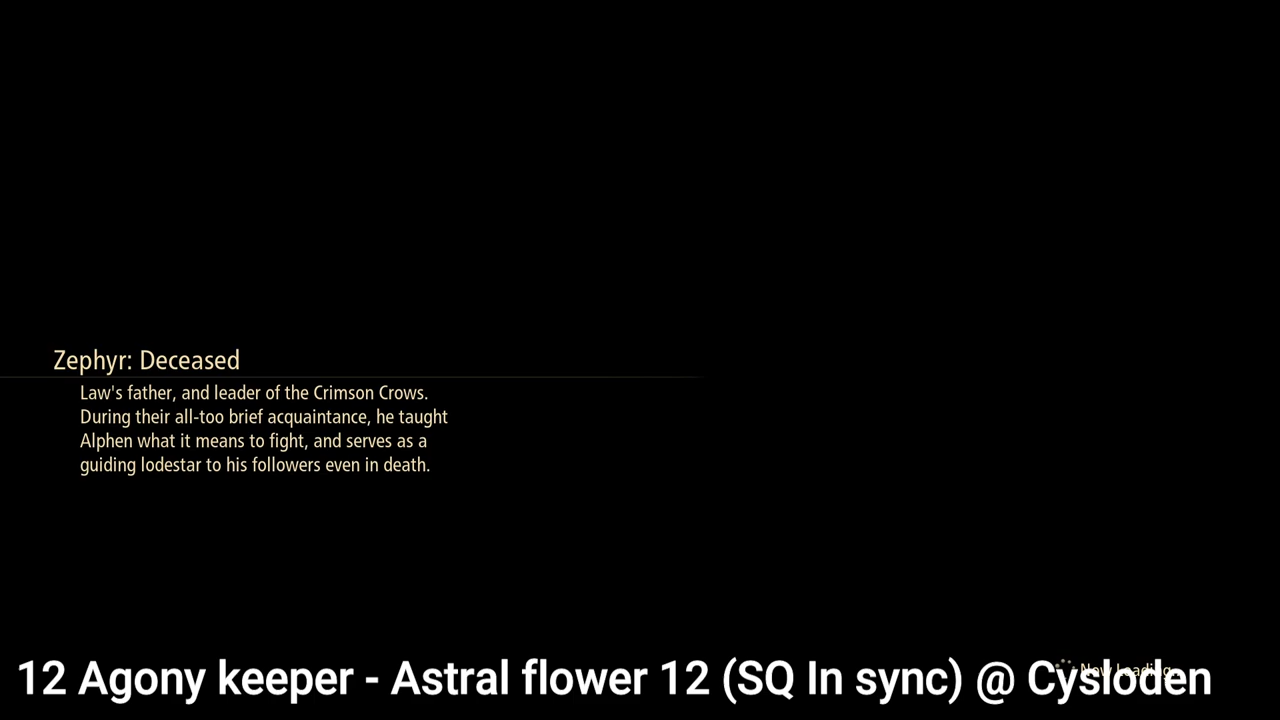 Zephyr: Deceased
Law's father, and leader of the Crimson Crows.
During their all-too brief acquaintance, he taught
Alphen what it means to fight, and serves as a
guiding lodestar to his followers even in death.
Now Loading
12 Agony keeper - Astral flower 12 (SQ In sync) @ Cysloden